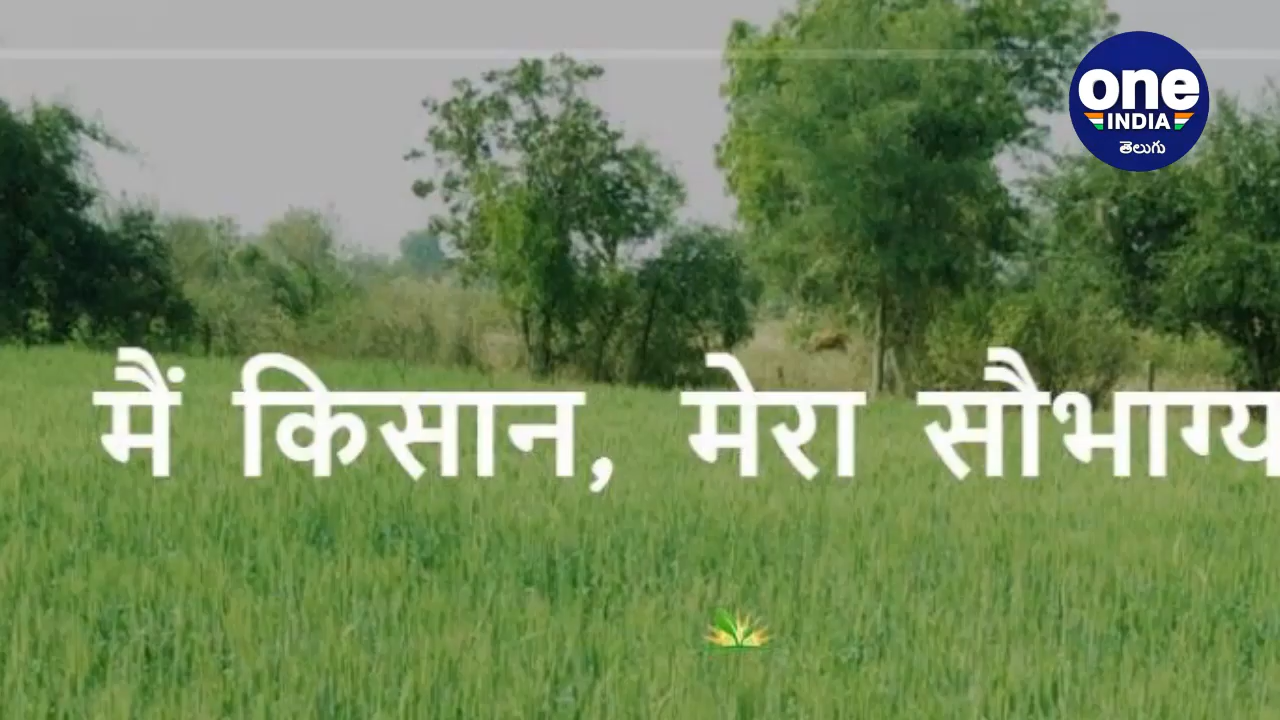 one
INDIA
తెలుగు
मैं किसान, मेरा सौभाग्य